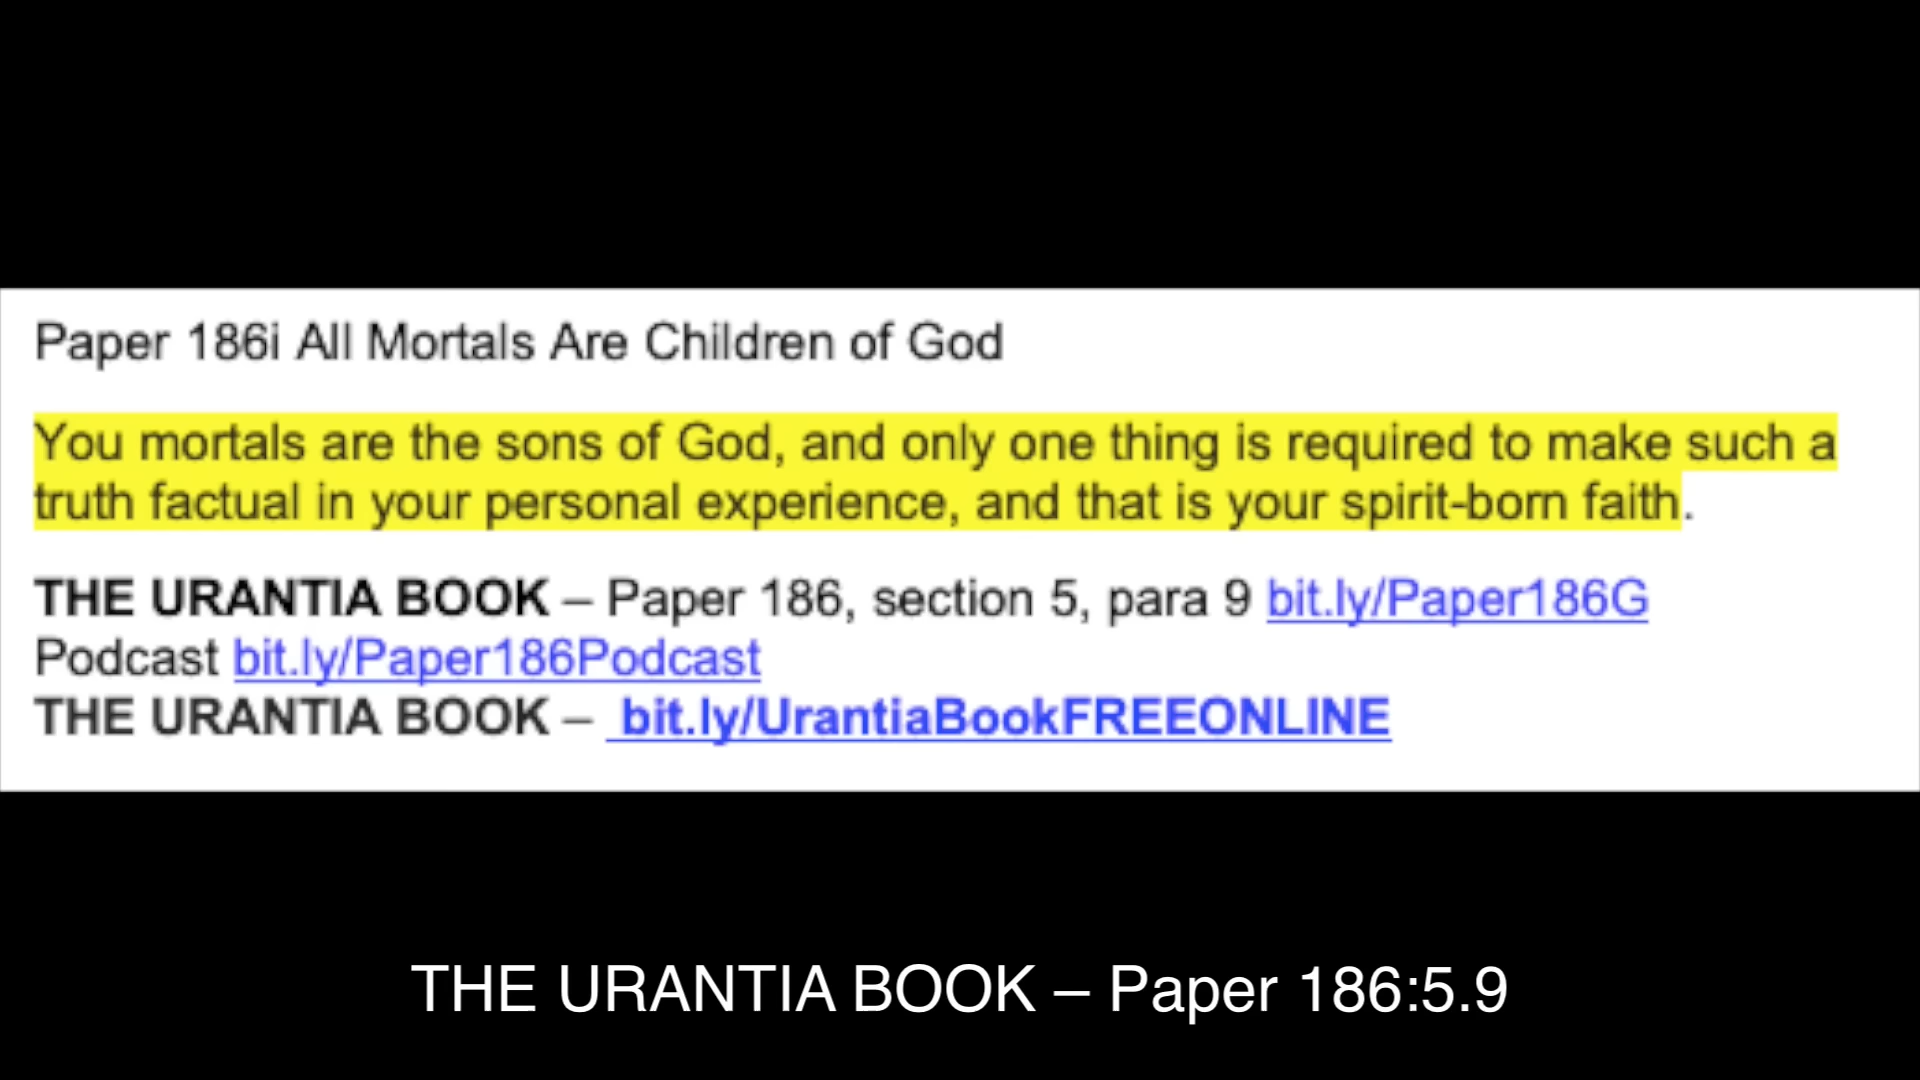 Paper 186i All Mortals Are Children of God
You mortals are the sons of God, and only one thing is required to make such a
truth factual in your personal experience, and that is your spirit-born faith.
THE URANTIA BOOK – Paper 186, section 5, para 9 bit.ly/Paper186G
Podcast bit.ly/Paper186Podcast
THE URANTIA BOOK – bit.ly/UrantiaBookFREEONLINE
THE URANTIA BOOK – Paper 186:5.9